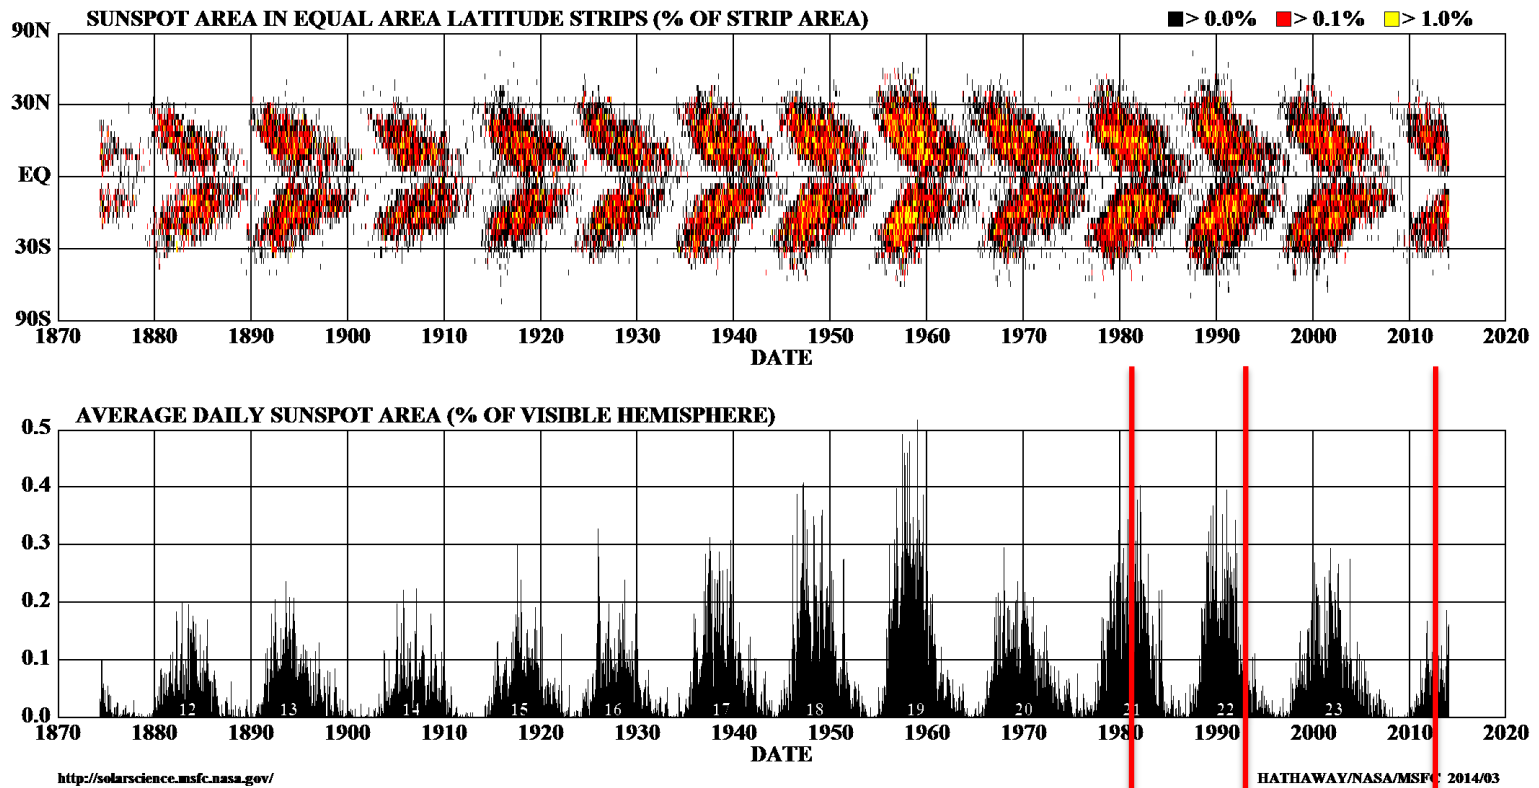 SUNSPOT AREA IN EQUAL AREA LATITUDE STRIPS (% OF STRIP AREA)
> 0.0% > 0.1% > 1.0%
90N
30N
EQ
30S
90S
1870 1880 1890 1900 1910 1920 1930 1940 1950 1960 1970 1980 1990 2000 2010 2020
DATE
AVERAGE DAILY SUNSPOT AREA (% OF VISIBLE HEMISPHERE)
0.5
0.4
0.3
0.2
0.1
0.0
12 13 14 15 16 17 18 19 20 21 22 23
1870 1880 1890 1900 1910 1920 1930 1940 1950 1960 1970 1980 1990 2000 2010 2020
DATE
http://solarscience.msfc.nasa.gov/
HATHAWAY/NASA/MSFC 2014/03